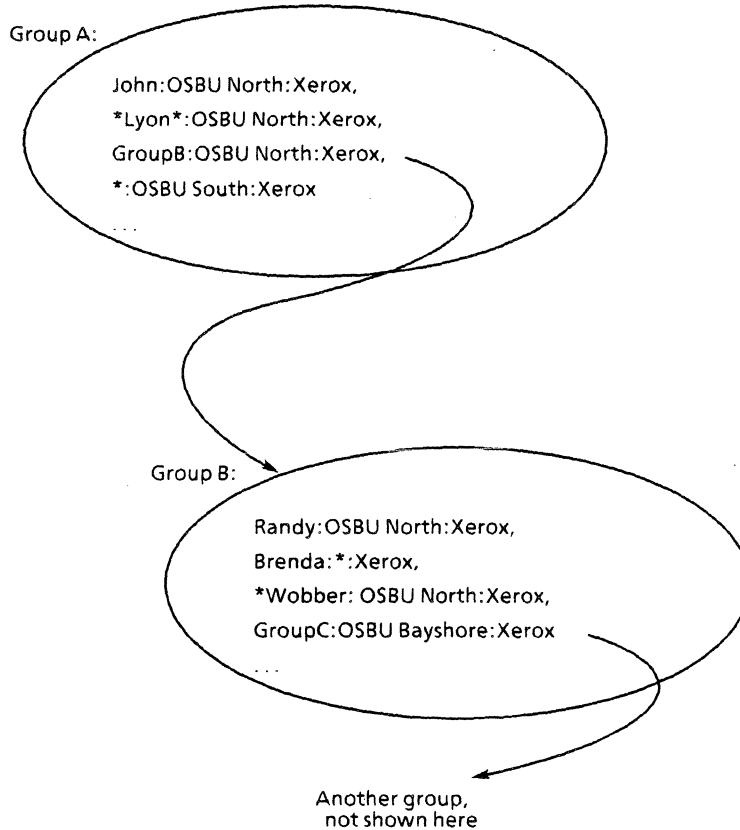 Group A:
John:OSBU North:Xerox,
*Lyon*:OSBU North:Xerox,
GroupB:OSBU North:Xerox,
*:OSBU South:Xerox
...
Group B:
Randy:OSBU North:Xerox,
Brenda:*:Xerox,
*Wobber: OSBU North:Xerox,
GroupC:OSBU Bayshore:Xerox
...
Another group,
not shown here